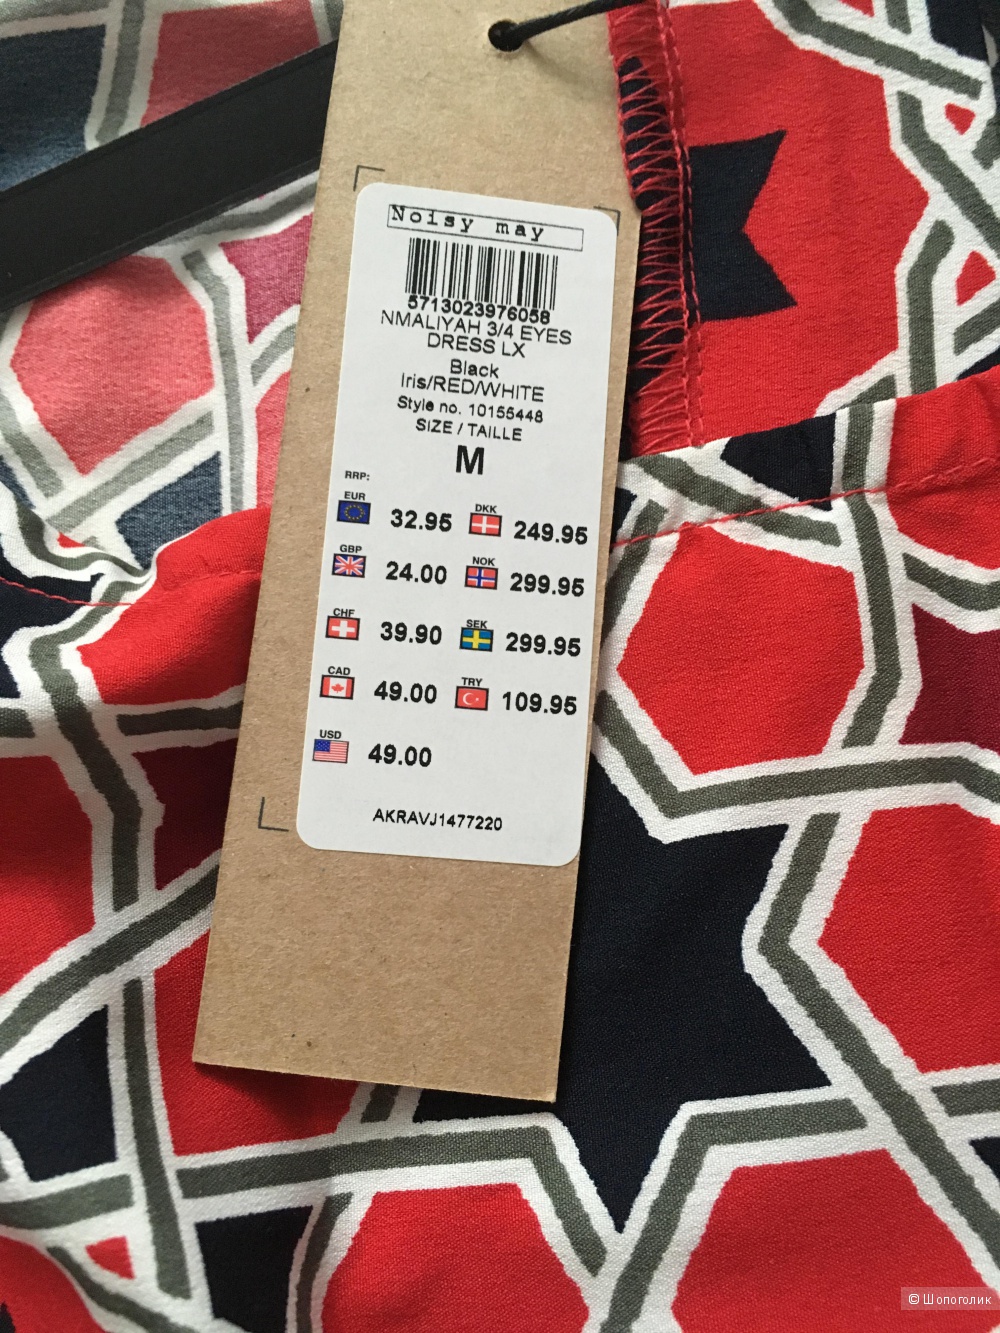 Noisy may
5713023976058
NMALIYAH 3/4 EYES
DRESS LX
Black
Iris/RED/WHITE
Style no. 10155448
SIZE / TAILLE
M
RRP:
EUR 32.95 DKK 249.95
GBP 24.00 NOK 299.95
CHF 39.90 SEK 299.95
CAD 49.00 TRY 109.95
USD 49.00
AKRAVJ1477220
© Шопоголик